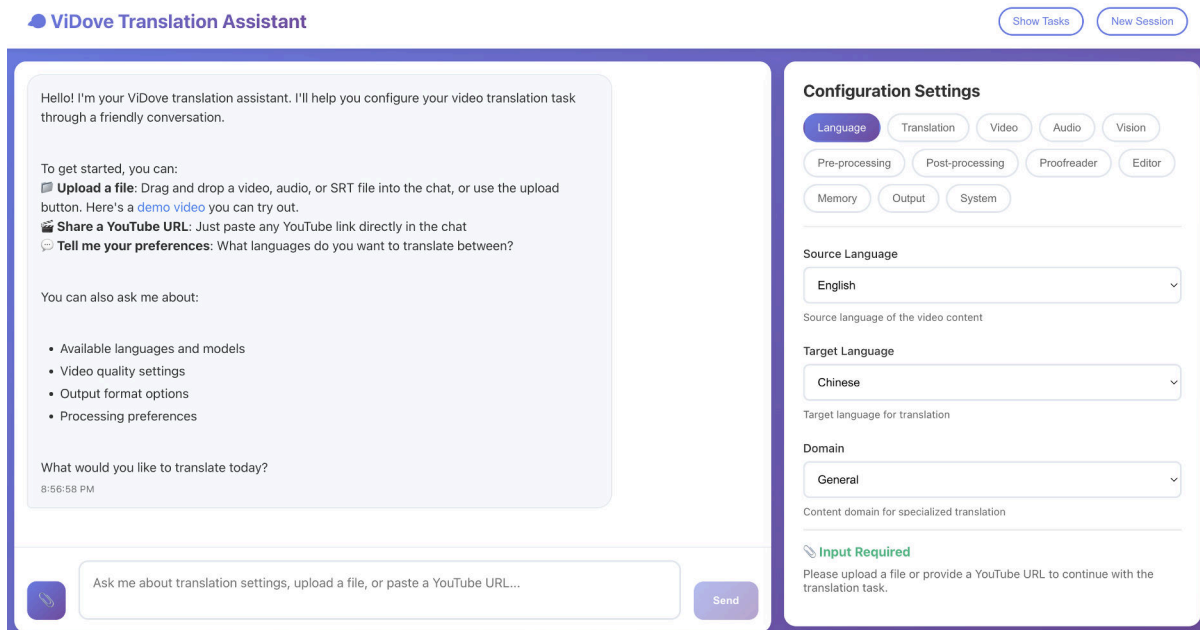 ViDove Translation Assistant
Show Tasks
New Session
Hello! I'm your ViDove translation assistant. I'll help you configure your video translation task
through a friendly conversation.
To get started, you can:
Upload a file: Drag and drop a video, audio, or SRT file into the chat, or use the upload
button. Here's a demo video you can try out.
Share a YouTube URL: Just paste any YouTube link directly in the chat
Tell me your preferences: What languages do you want to translate between?
You can also ask me about:
• Available languages and models
• Video quality settings
• Output format options
• Processing preferences
What would you like to translate today?
8:56:58 PM
Ask me about translation settings, upload a file, or paste a YouTube URL...
Send
Configuration Settings
Language Translation Video Audio Vision
Pre-processing Post-processing Proofreader Editor
Memory Output System
Source Language
English
Source language of the video content
Target Language
Chinese
Target language for translation
Domain
General
Content domain for specialized translation
Input Required
Please upload a file or provide a YouTube URL to continue with the
translation task.